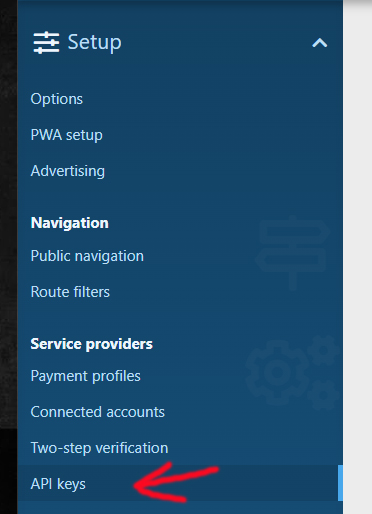 Setup
Options
PWA setup
Advertising
Navigation
Public navigation
Route filters
Service providers
Payment profiles
Connected accounts
Two-step verification
API keys